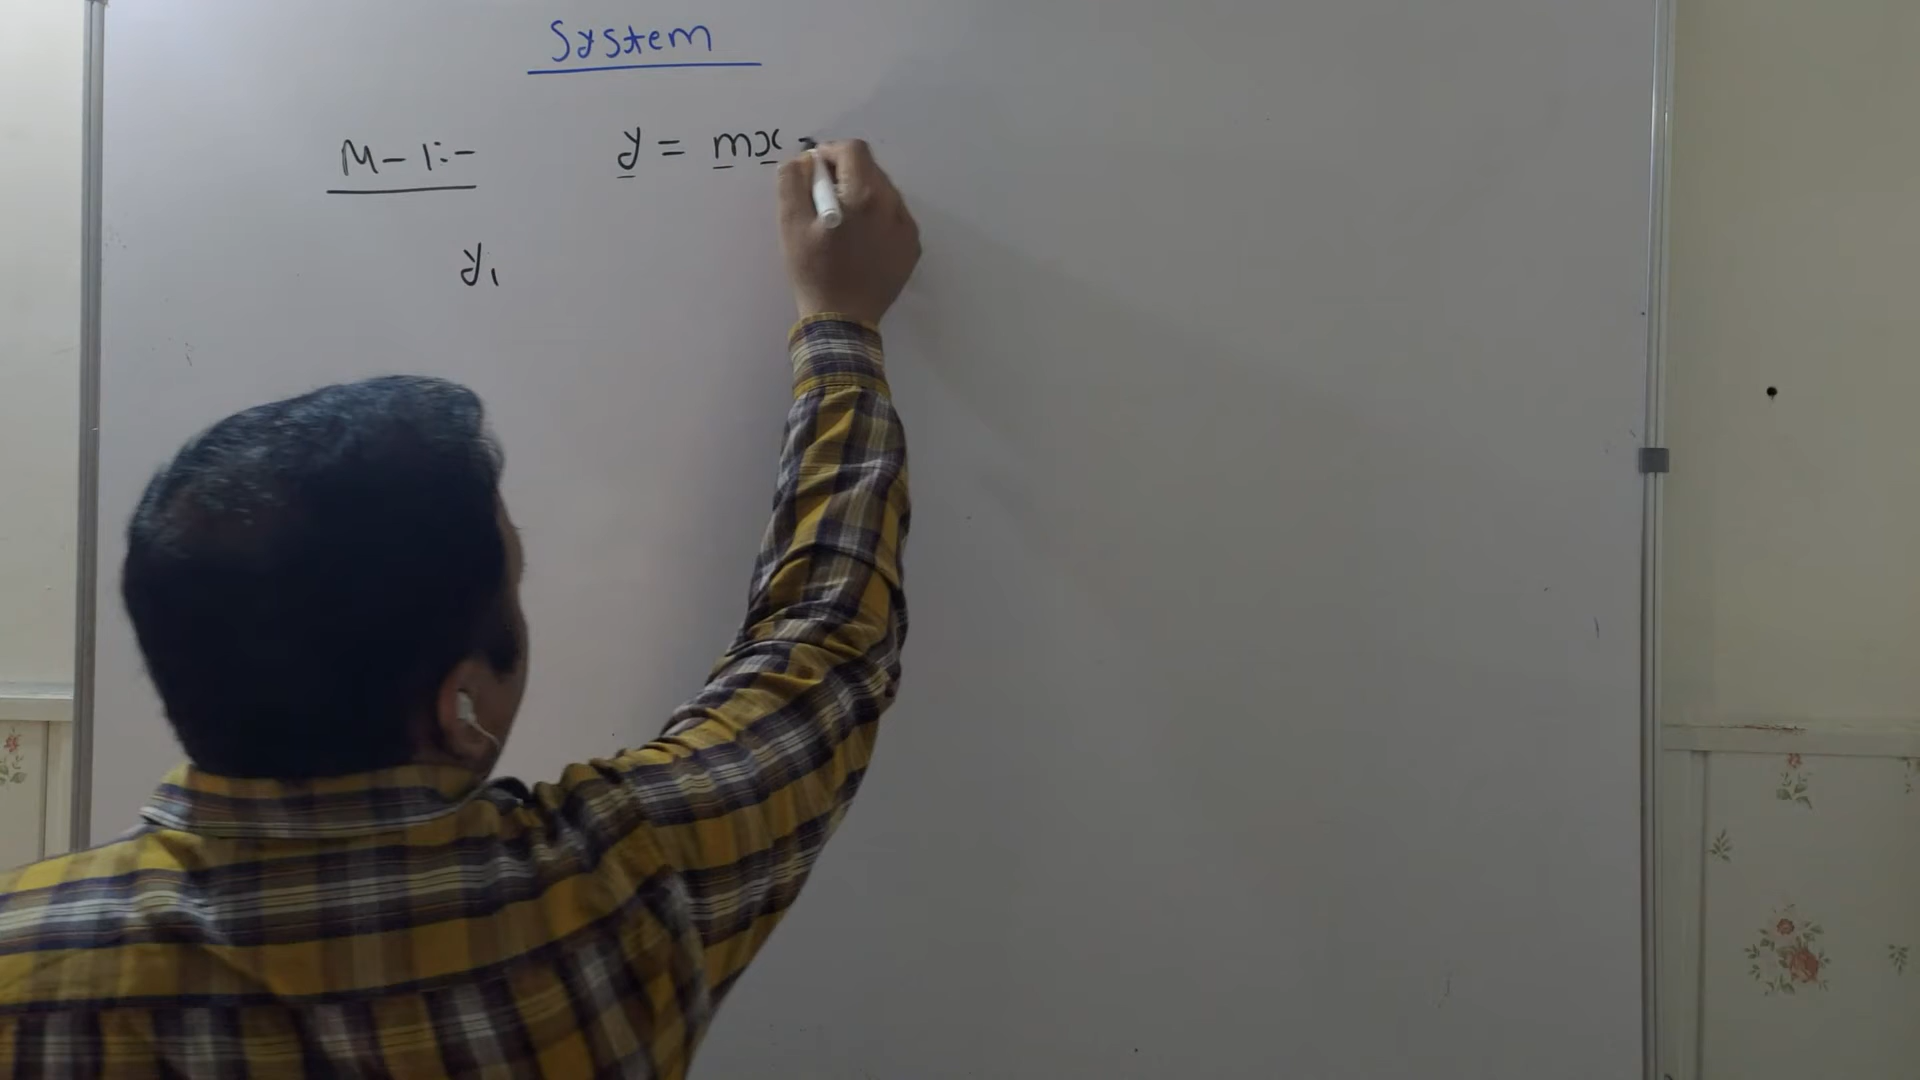 System
M-1:- y = mx
y₁